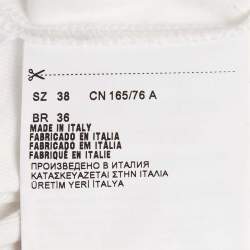 SZ 38 CN 165/76 A
BR 36
MADE IN ITALY
FABRICADO EN ITALIA
FABRICADO EM ITÁLIA
FABRIQUÉ EN ITALIE
ПРОИЗВЕДЕНО В ИТАЛИЯ
ΚΑΤΑΣΚΕΥΑΖΕΤΑΙ ΣΤΗΝ ΙΤΑΛΙΑ
ÜRETİM YERİ İTALYA